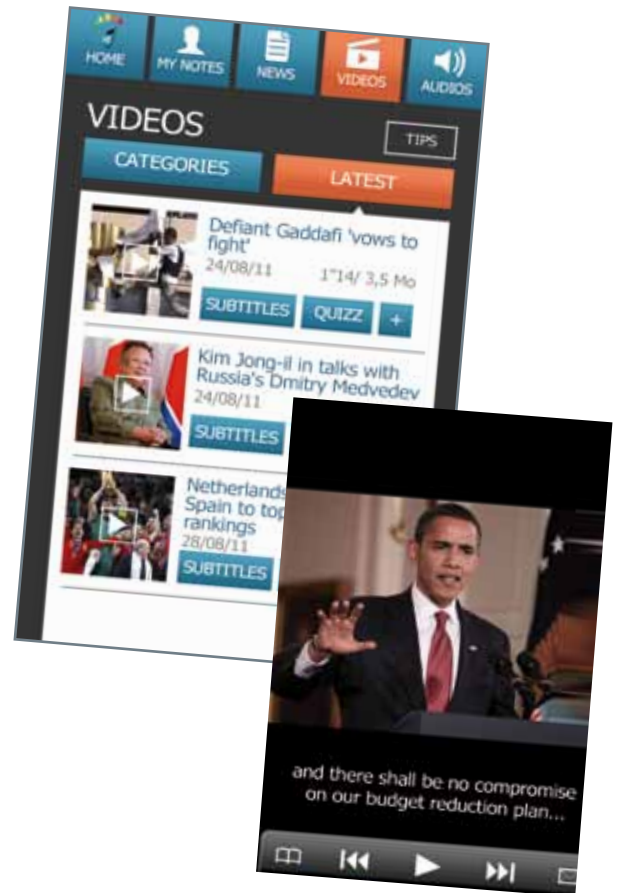 HOME
MY NOTES
NEWS
VIDEOS
AUDIOS
VIDEOS
TIPS
CATEGORIES
LATEST
Defiant Gaddafi 'vows to
fight'
24/08/11
1"14/ 3,5 Mo
SUBTITLES
QUIZZ
+
Kim Jong-il in talks with
Russia's Dmitry Medvedev
24/08/11
SUBTITLES
Netherlands
Spain to top
rankings
28/08/11
SUBTITLES
and there shall be no compromise
on our budget reduction plan...